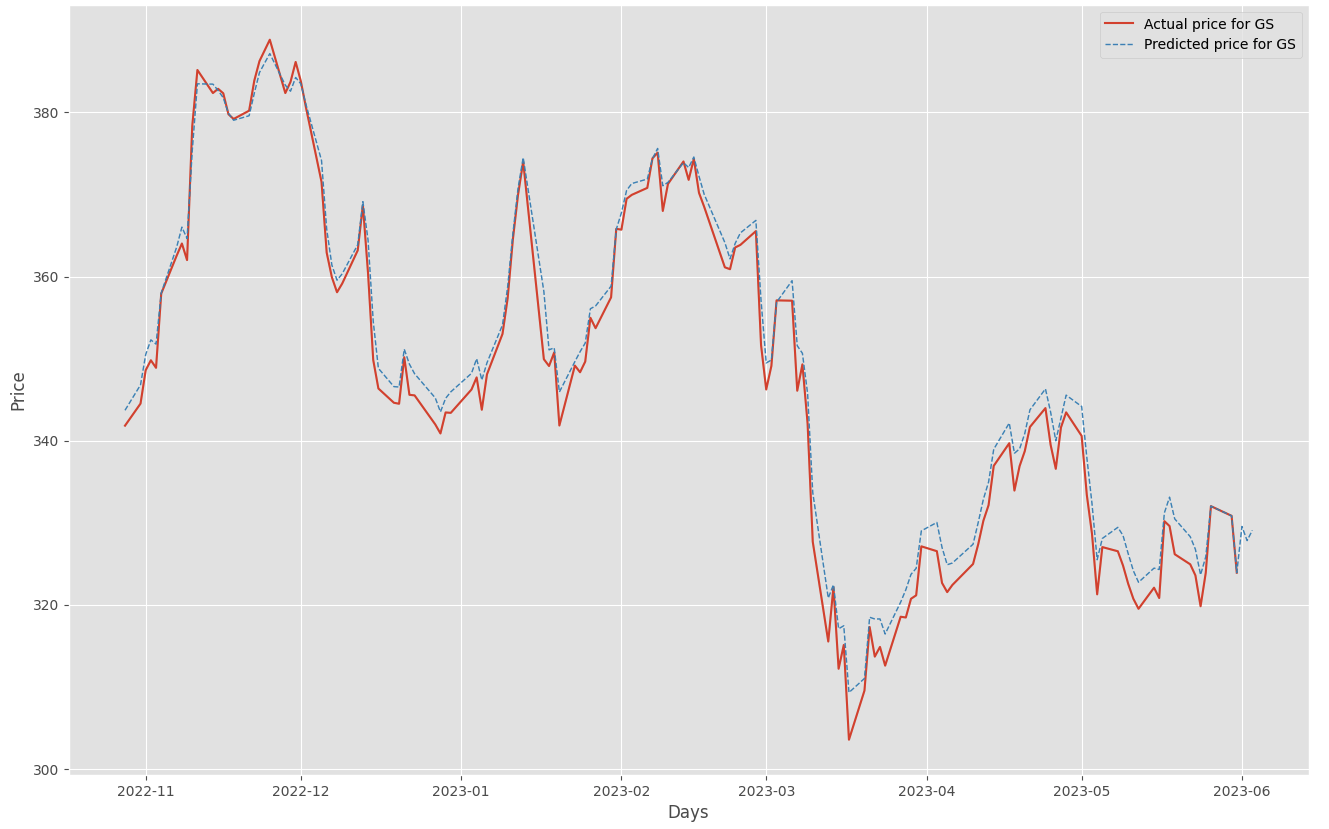 Actual price for GS
Predicted price for GS
Price
380
360
340
320
300
2022-11 2022-12 2023-01 2023-02 2023-03 2023-04 2023-05 2023-06
Days